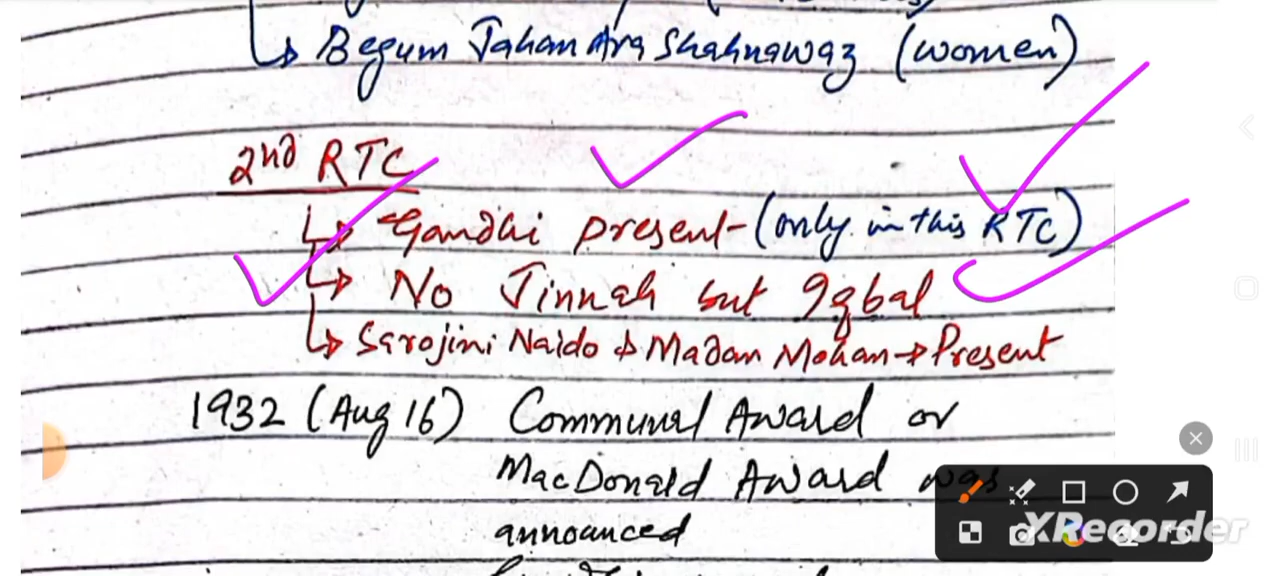 ↳ Begum Jahan Ara Shahnawaz (women)
2nd RTC
↳ Gandhi present - (only in this RTC)
↳ No Jinnah but Iqbal
↳ Sarojini Naido & Madan Mohan → Present
1932 (Aug 16) Communal Award or
MacDonald Award was
announced
XRecorder